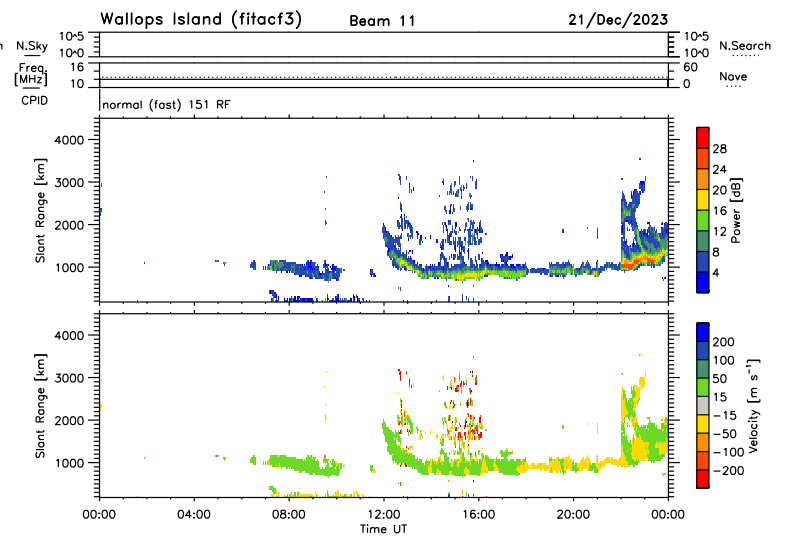 Wallops Island (fitacf3) Beam 11 21/Dec/2023
n N.Sky 10^5 10^0 10^5 10^0 N.Search
Freq. [MHz] 16 10 60 0 Nave
CPID normal (fast) 151 RF
Slant Range [km]
4000
3000
2000
1000
28
24
20
16
12
8
4
Power [dB]
Slant Range [km]
4000
3000
2000
1000
200
100
50
15
-15
-50
-100
-200
Velocity [m s⁻¹]
00:00 04:00 08:00 12:00 16:00 20:00 00:00
Time UT